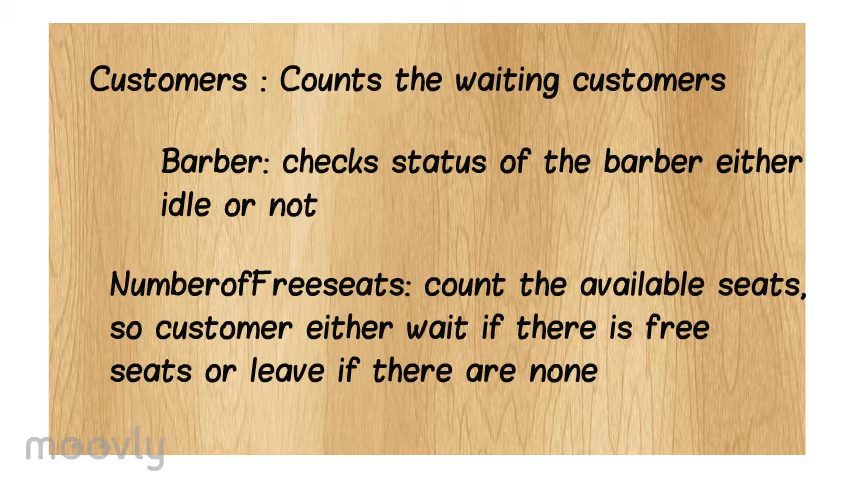 Customers : Counts the waiting customers
Barber: checks status of the barber either
idle or not
NumberofFreeseats: count the available seats,
so customer either wait if there is free
seats or leave if there are none
moovly